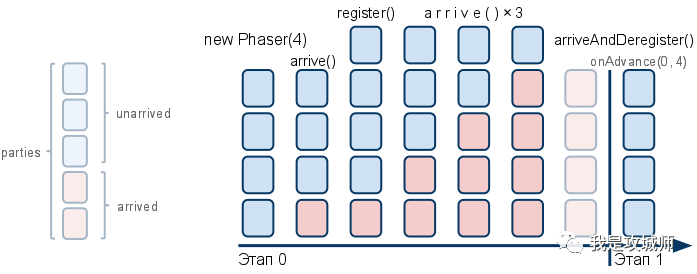 register()
a r r i v e ( ) × 3
new Phaser(4)
arriveAndDeregister()
arrive()
onAdvance(0, 4)
unarrived
parties
arrived
我是攻城师
Этап 0
Этап 1